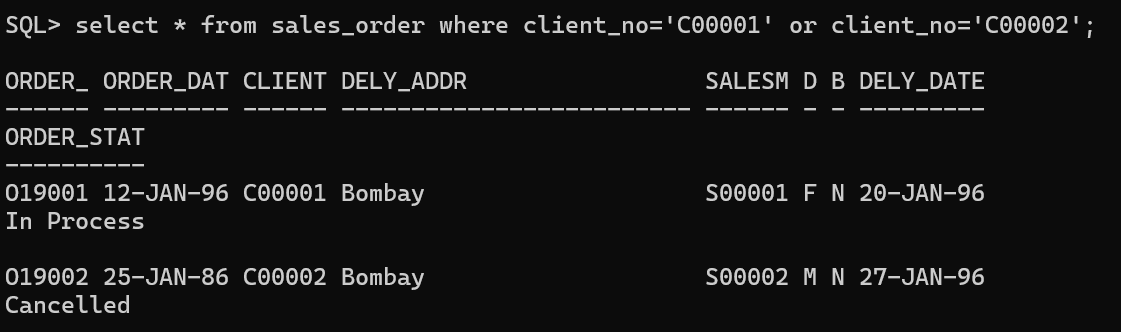 SQL> select * from sales_order where client_no='C00001' or client_no='C00002';
ORDER_ ORDER_DAT CLIENT DELY_ADDR                 SALESM D B DELY_DATE
------ --------- ------ ------------------------- ------ - - ---------
ORDER_STAT
----------
O19001 12-JAN-96 C00001 Bombay                    S00001 F N 20-JAN-96
In Process
O19002 25-JAN-86 C00002 Bombay                    S00002 M N 27-JAN-96
Cancelled